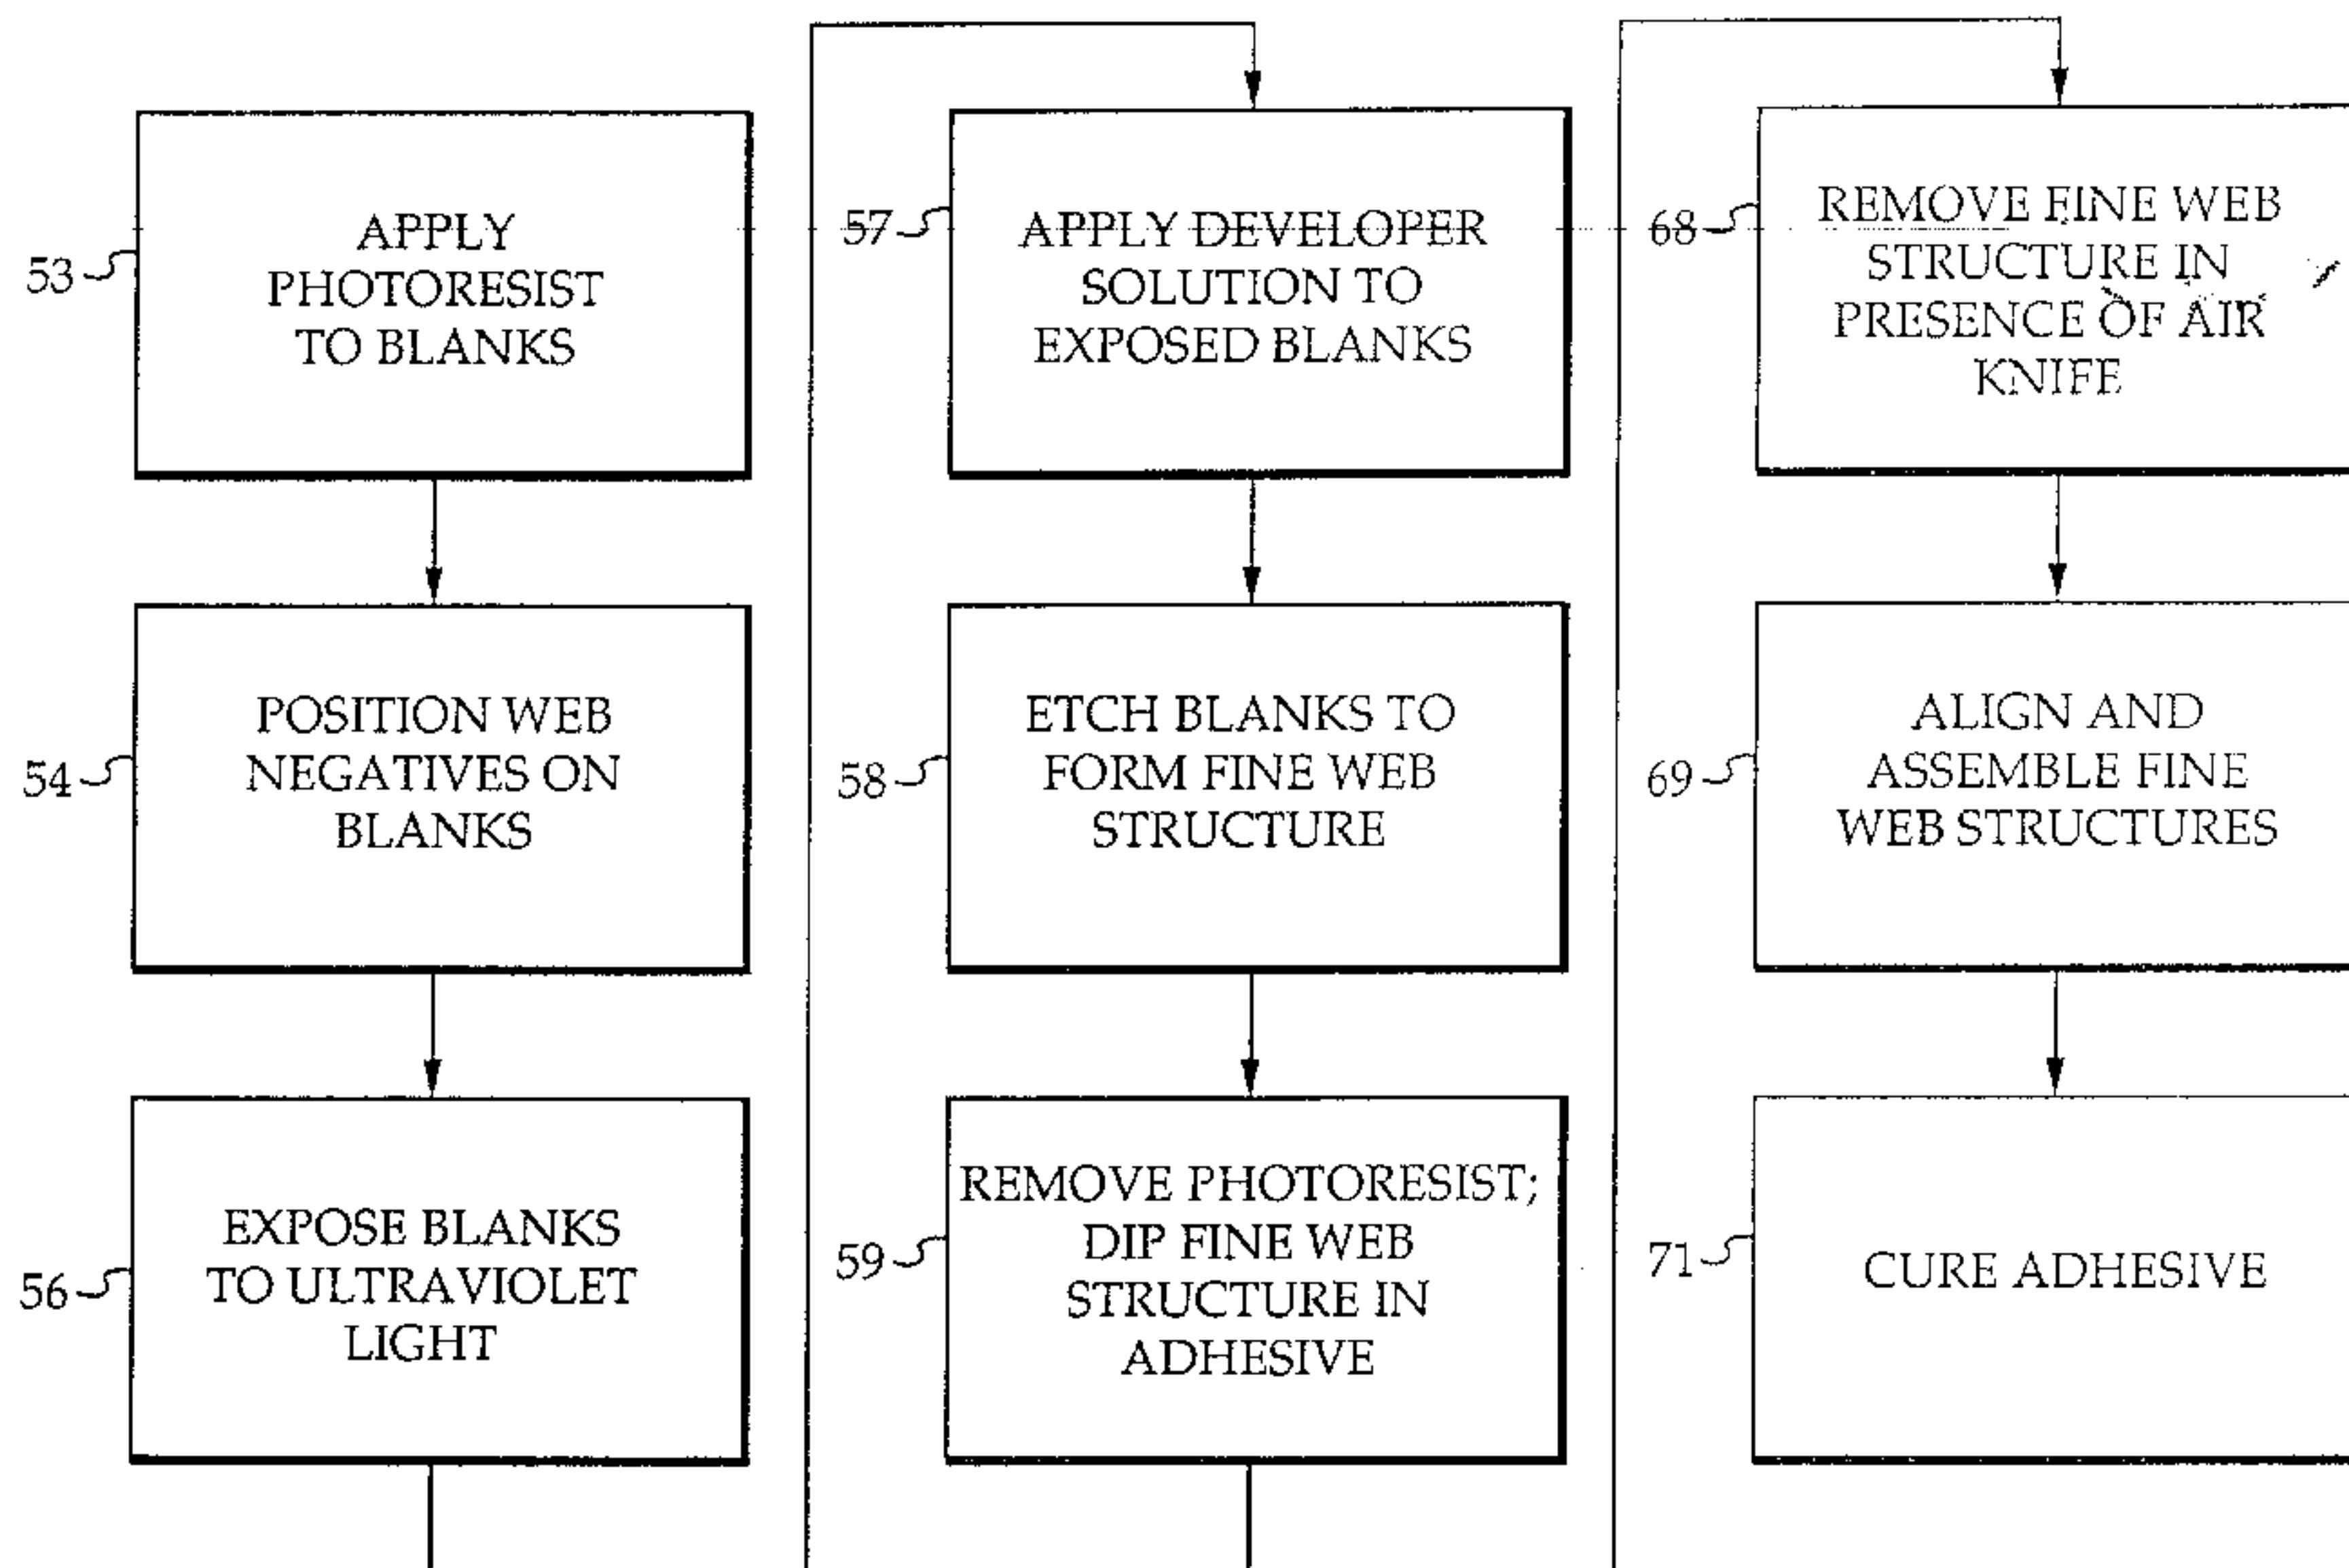 53
APPLY
PHOTORESIST
TO BLANKS
54
POSITION WEB
NEGATIVES ON
BLANKS
56
EXPOSE BLANKS
TO ULTRAVIOLET
LIGHT
57
APPLY DEVELOPER
SOLUTION TO
EXPOSED BLANKS
58
ETCH BLANKS TO
FORM FINE WEB
STRUCTURE
59
REMOVE PHOTORESIST;
DIP FINE WEB
STRUCTURE IN
ADHESIVE
68
REMOVE FINE WEB
STRUCTURE IN
PRESENCE OF AIR
KNIFE
69
ALIGN AND
ASSEMBLE FINE
WEB STRUCTURES
71
CURE ADHESIVE